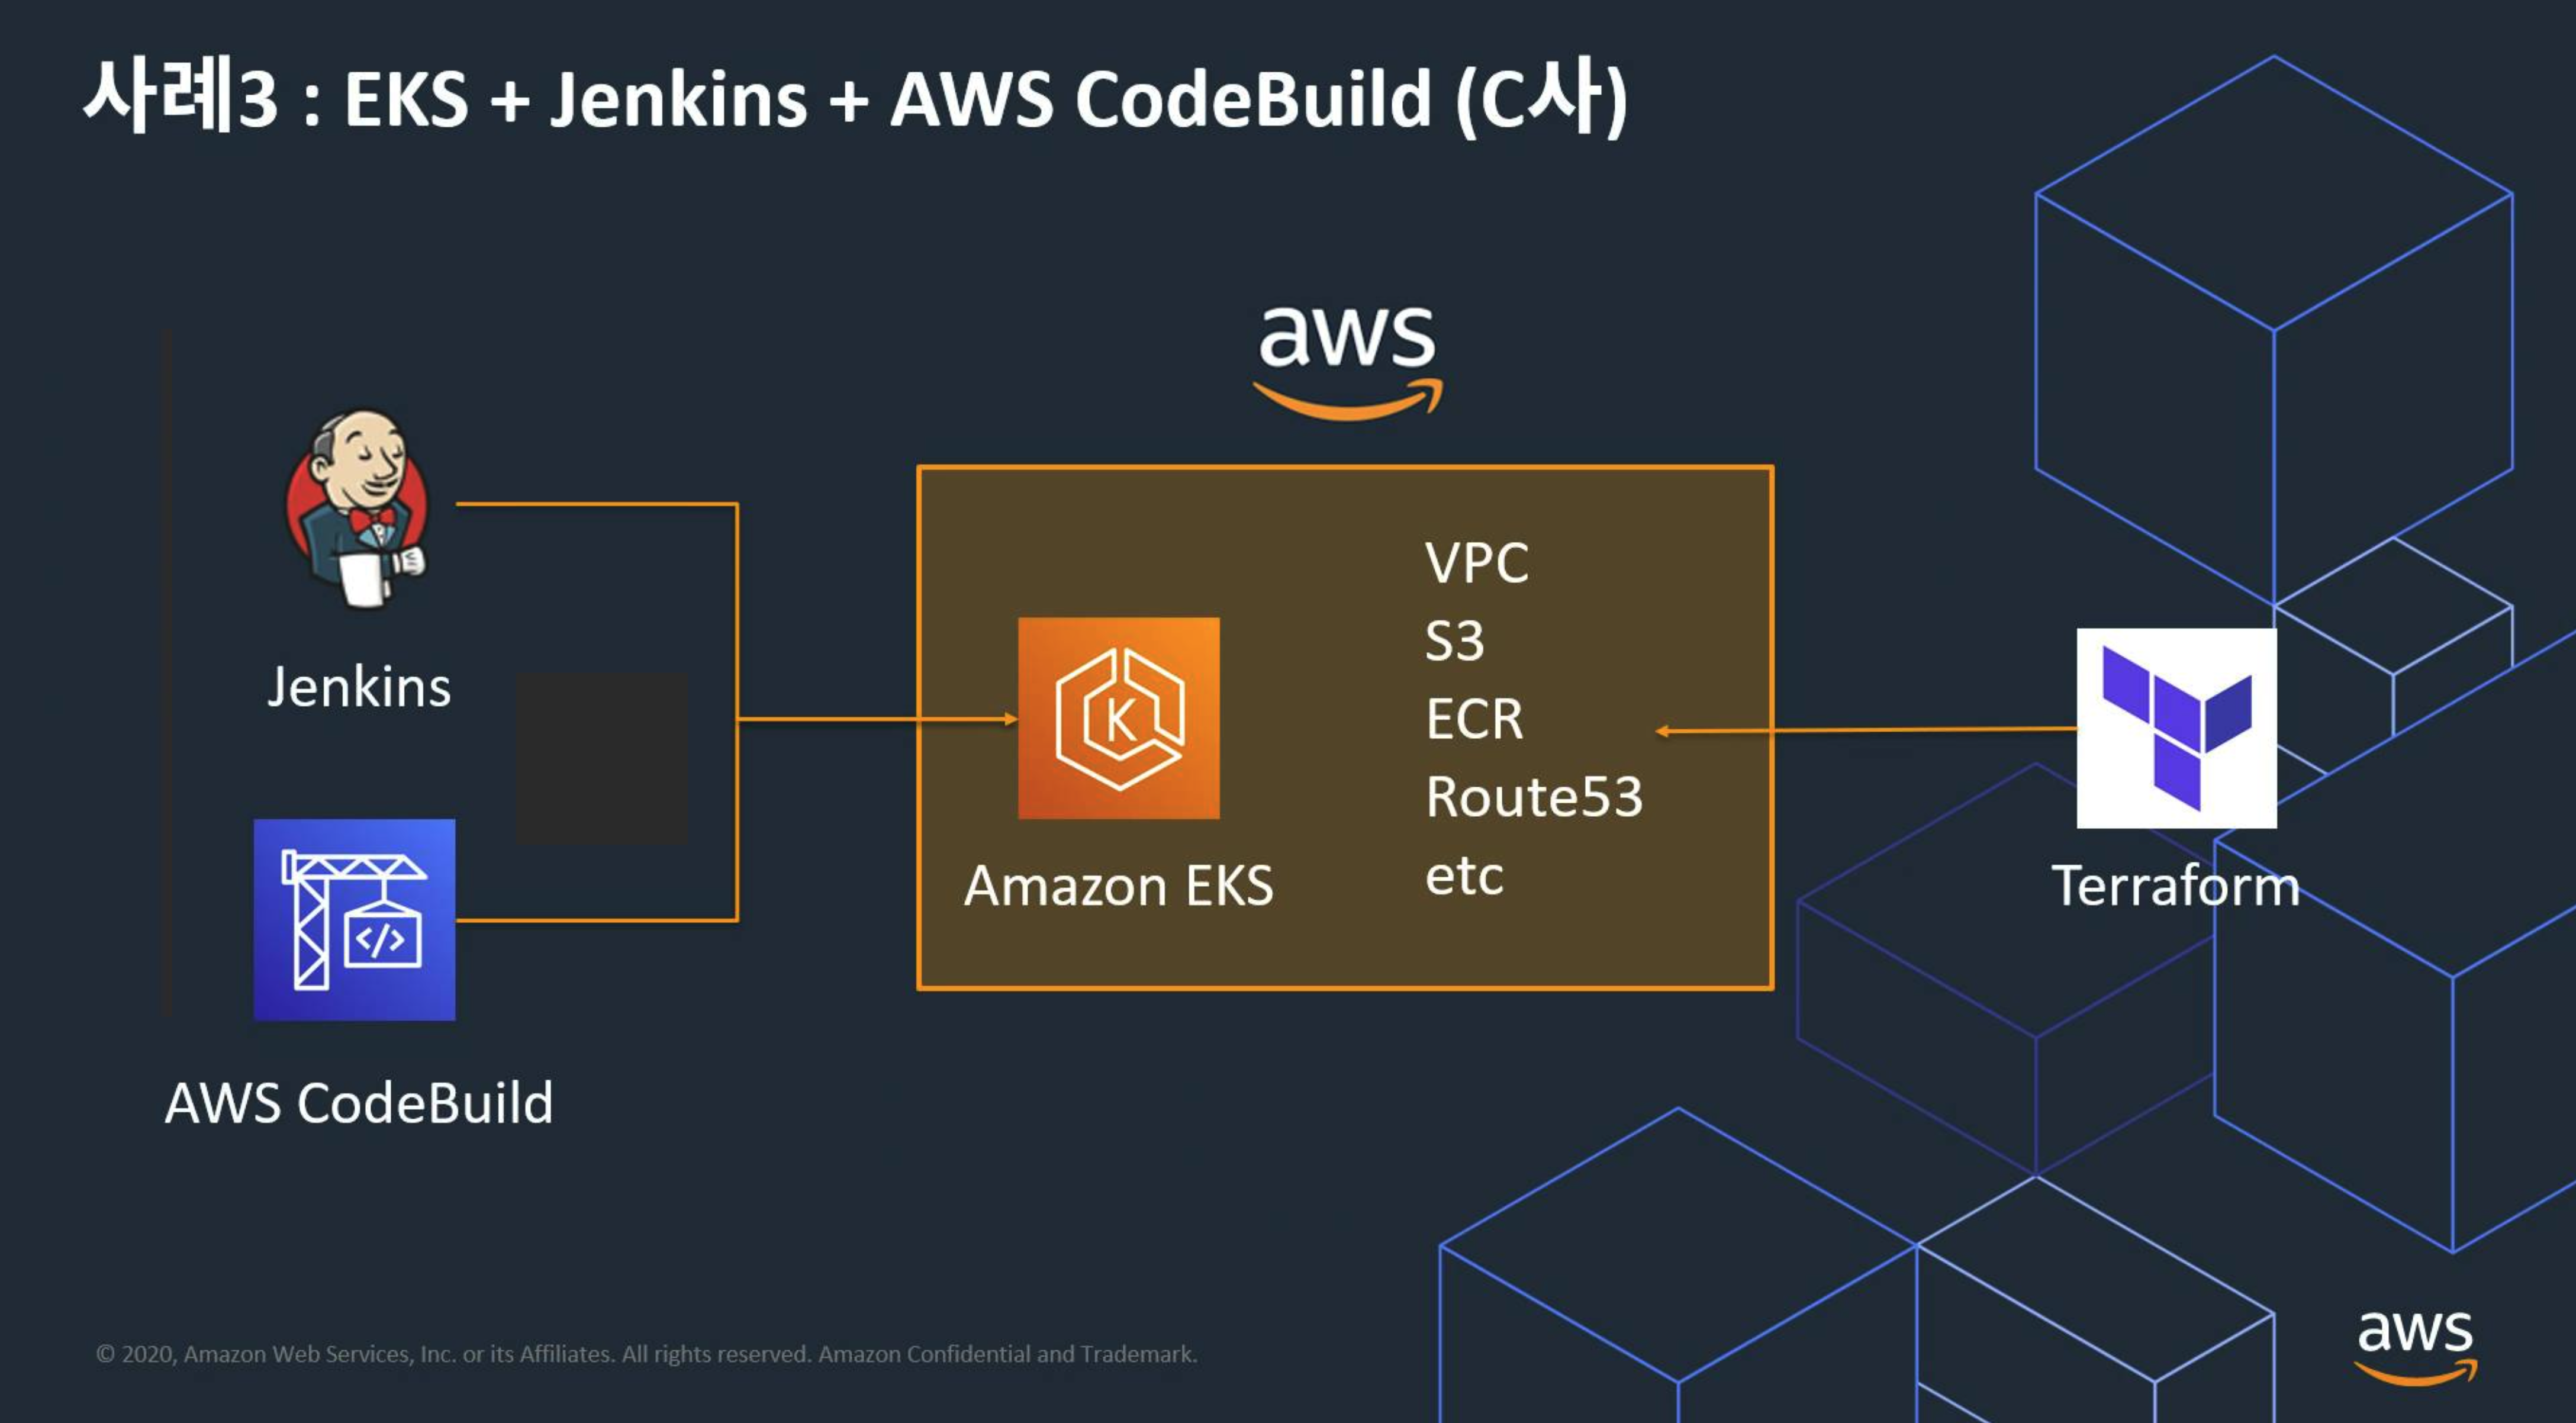 사례3 : EKS + Jenkins + AWS CodeBuild (C사)
aws
Jenkins
AWS CodeBuild
K
</>
Amazon EKS
VPC
S3
ECR
Route53
etc
Terraform
© 2020, Amazon Web Services, Inc. or its Affiliates. All rights reserved. Amazon Confidential and Trademark.
aws